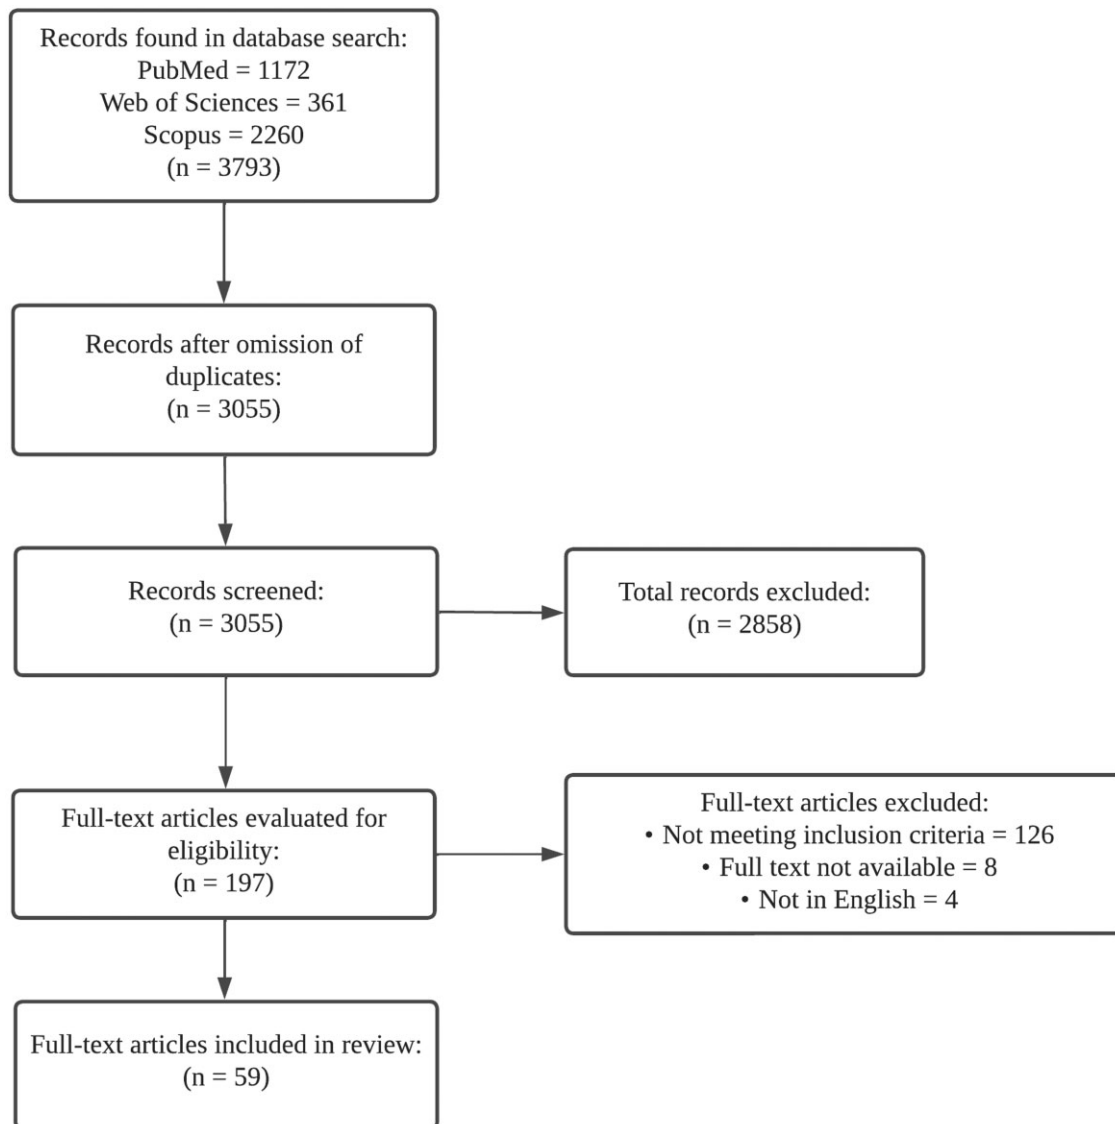 Records found in database search:
PubMed = 1172
Web of Sciences = 361
Scopus = 2260
(n = 3793)
Records after omission of
duplicates:
(n = 3055)
Records screened:
(n = 3055)
Total records excluded:
(n = 2858)
Full-text articles evaluated for
eligibility:
(n = 197)
Full-text articles excluded:
• Not meeting inclusion criteria = 126
• Full text not available = 8
• Not in English = 4
Full-text articles included in review:
(n = 59)